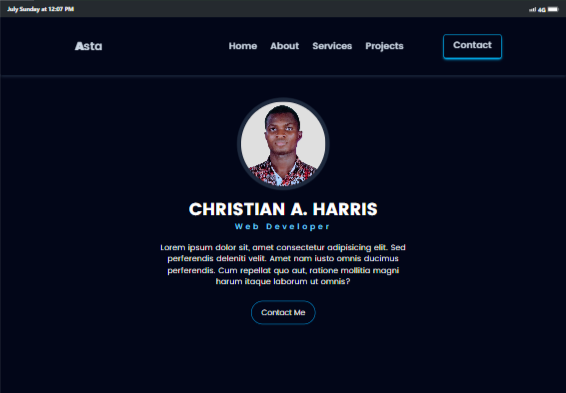 July Sunday at 12:07 PM
4G
Asta
Home About Services Projects Contact
CHRISTIAN A. HARRIS
Web Developer
Lorem ipsum dolor sit, amet consectetur adipisicing elit. Sed
perferendis deleniti velit. Amet nam iusto omnis ducimus
perferendis. Cum repellat quo aut, ratione mollitia magni
harum itaque laborum ut omnis?
Contact Me